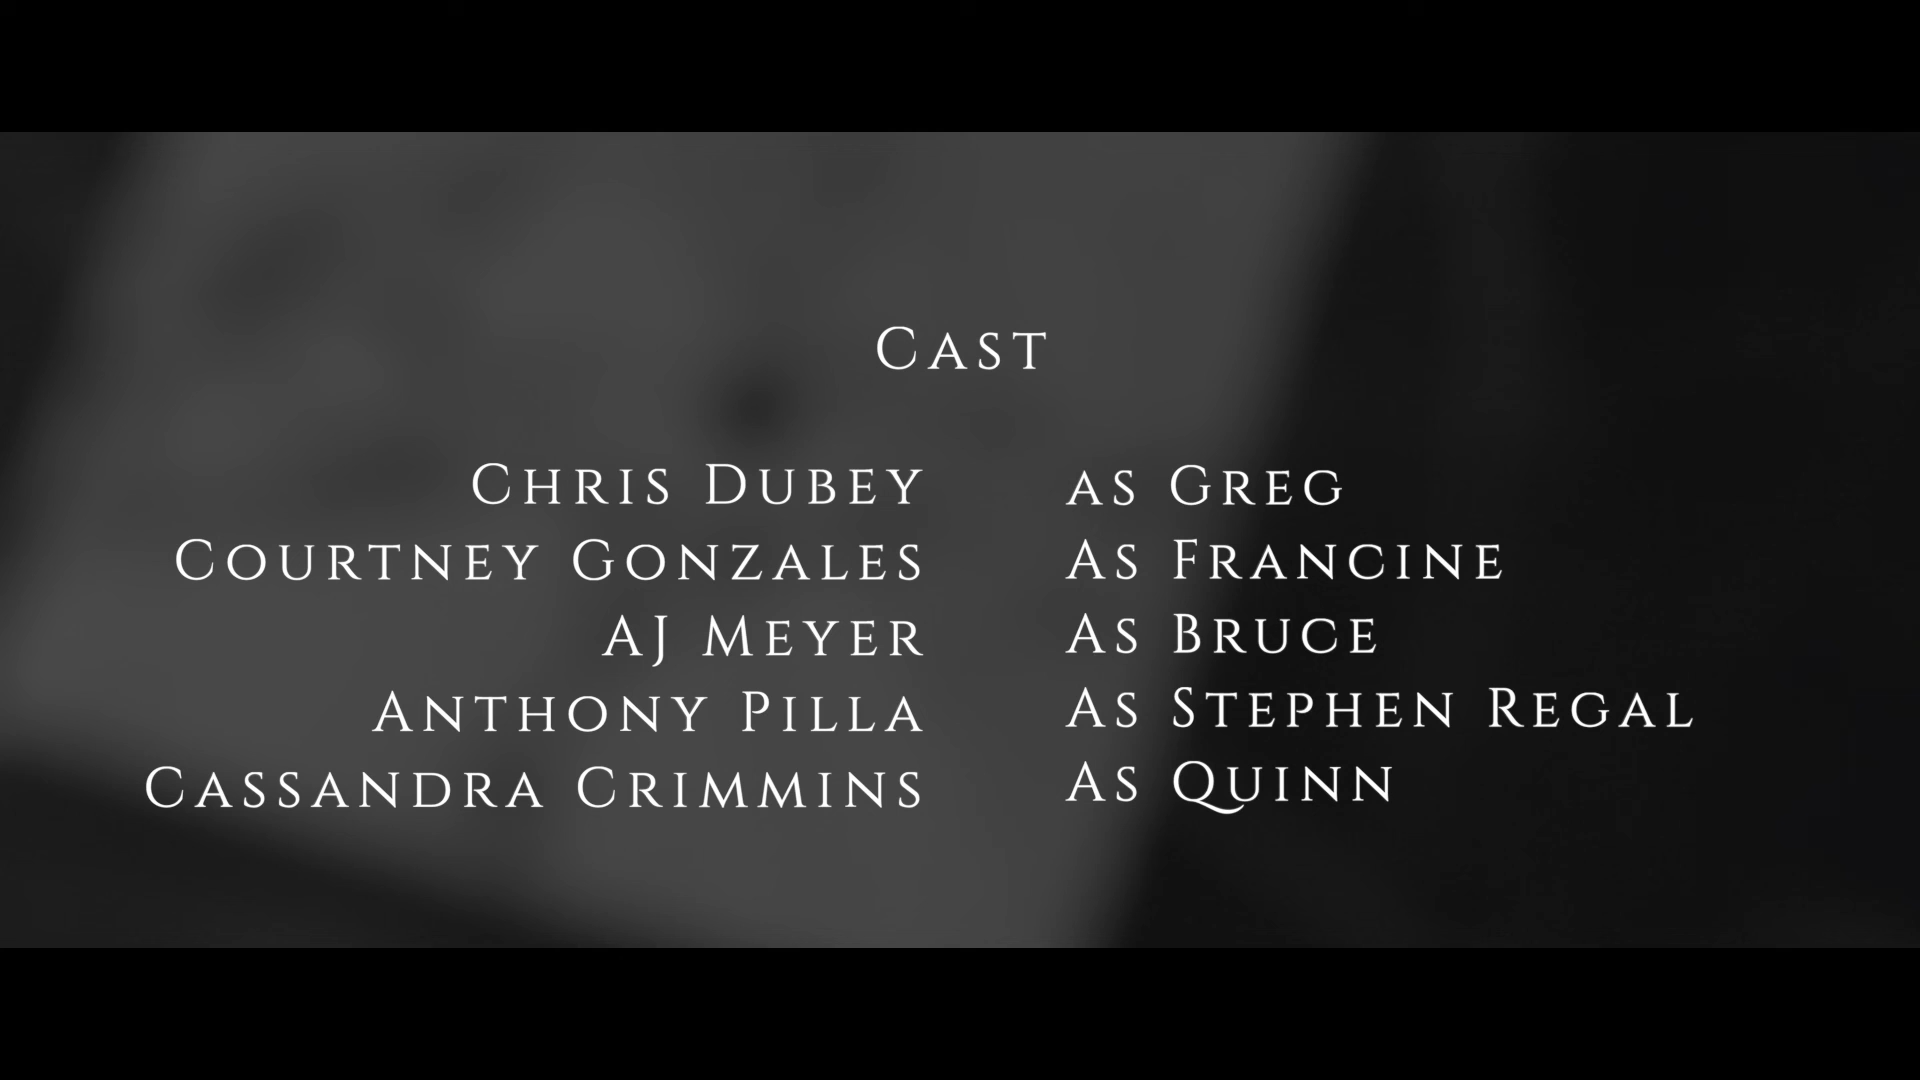 Cast
Chris Dubey as Greg
Courtney Gonzales As Francine
AJ Meyer As Bruce
Anthony Pilla As Stephen Regal
Cassandra Crimmins As Quinn